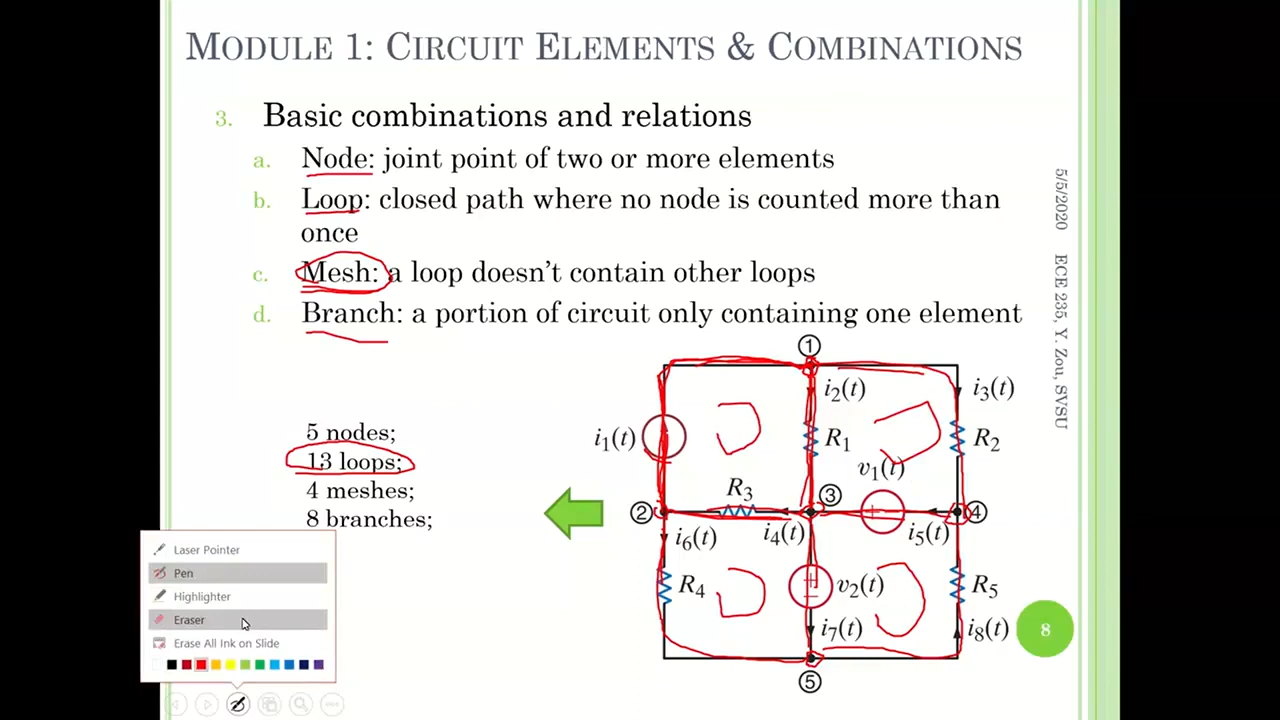 MODULE 1: CIRCUIT ELEMENTS & COMBINATIONS
3. Basic combinations and relations
a. Node: joint point of two or more elements
b. Loop: closed path where no node is counted more than
once
c. Mesh: a loop doesn't contain other loops
d. Branch: a portion of circuit only containing one element
5/5/2020 ECE 235, Y. Zou, SVSU
5 nodes;
13 loops;
4 meshes;
8 branches;
①
i2(t)
i3(t)
i1(t)
R1
R2
v1(t)
R3
③
②
④
i6(t)
i4(t)
i5(t)
R4
v2(t)
R5
i7(t)
i8(t)
⑤
8
Laser Pointer
Pen
Highlighter
Eraser
Erase All Ink on Slide